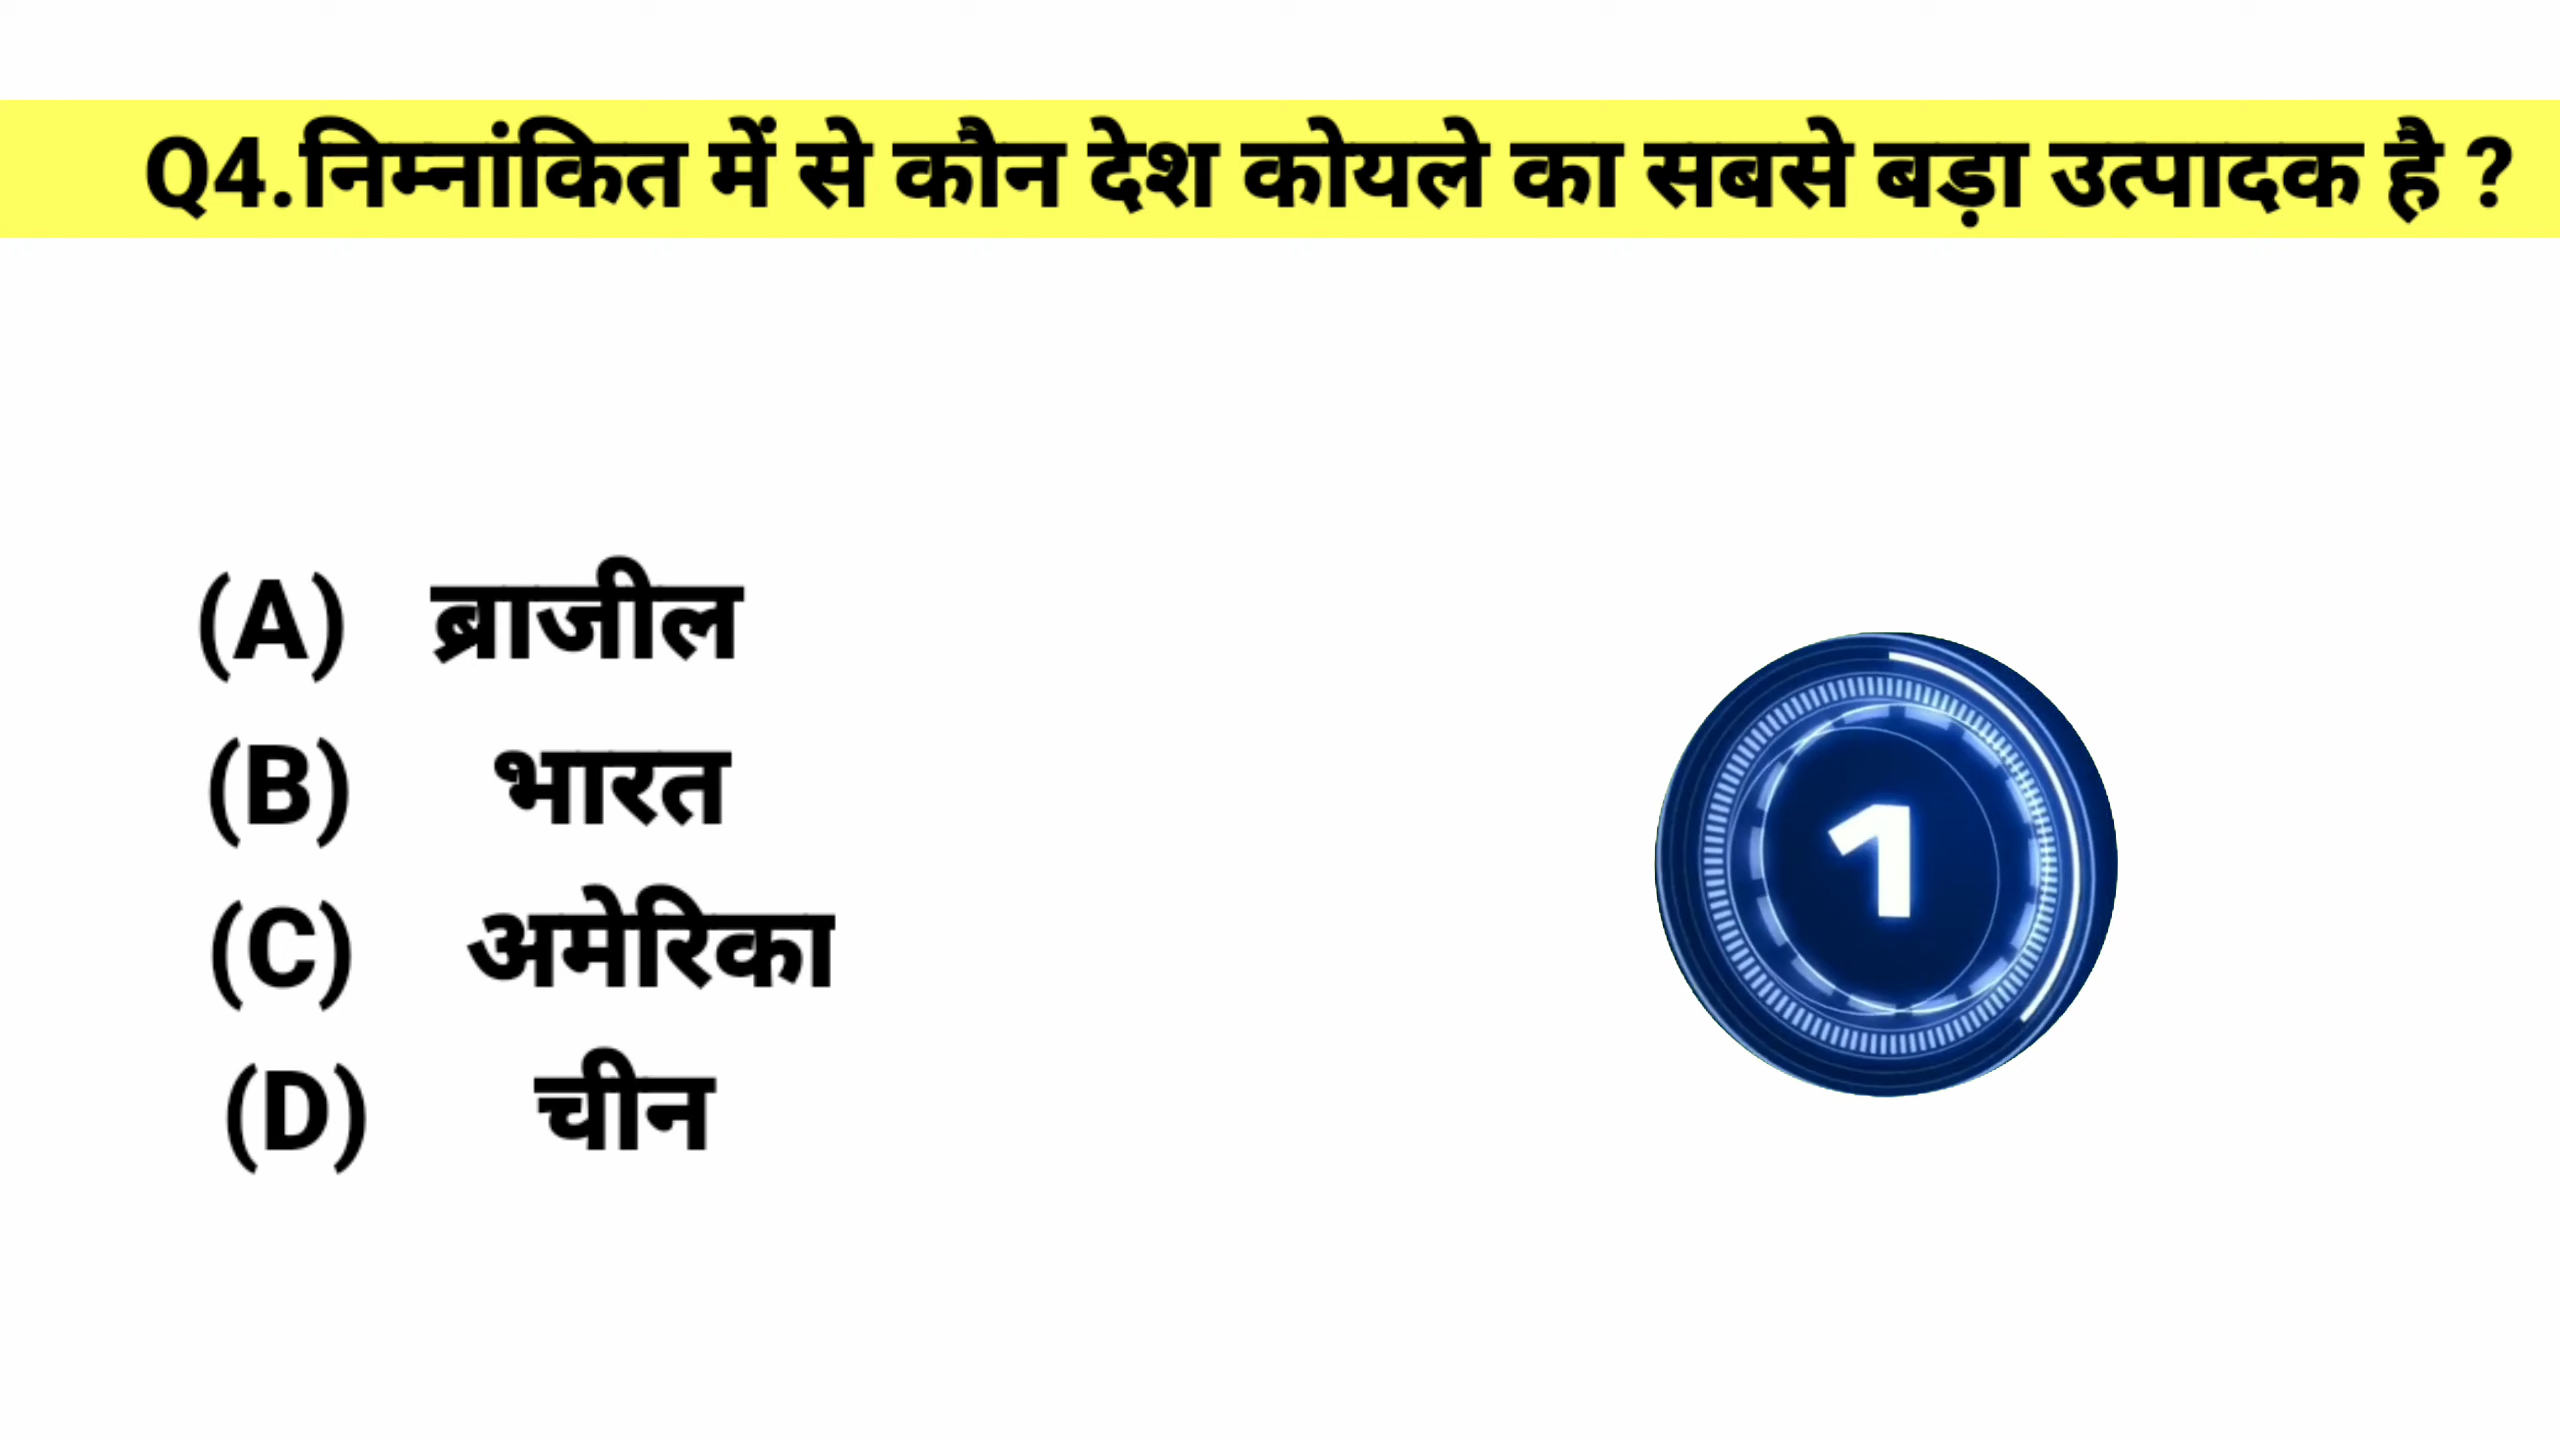 Q4.निम्नांकित में से कौन देश कोयले का सबसे बड़ा उत्पादक है ?
(A) ब्राजील
(B) भारत
(C) अमेरिका
(D) चीन
1